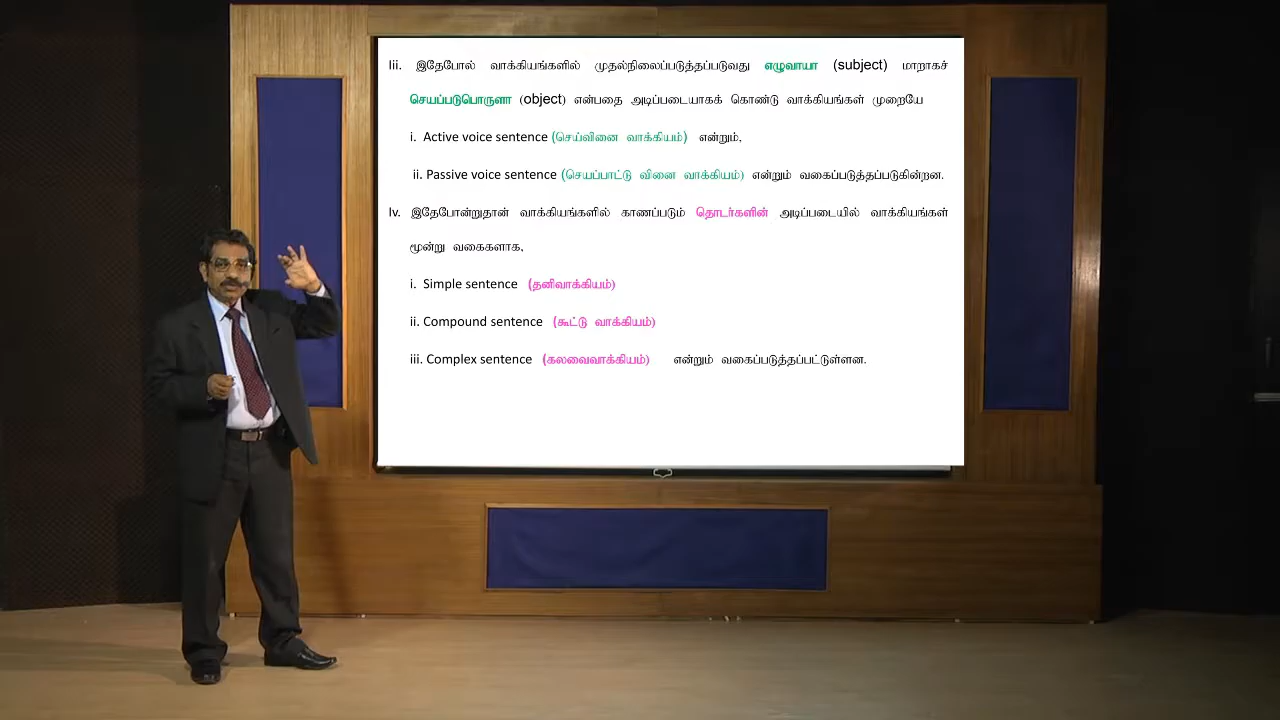 Iii. இதேபோல் வாக்கியங்களில் முதல்நிலைப்படுத்தப்படுவது எழுவாயா (subject) மாறாகச்
செயப்படுபொருளா (object) என்பதை அடிப்படையாகக் கொண்டு வாக்கியங்கள் முறையே
i. Active voice sentence (செய்வினை வாக்கியம்) என்றும்,
ii. Passive voice sentence (செயப்பாட்டு வினை வாக்கியம்) என்றும் வகைப்படுத்தப்படுகின்றன.
Iv. இதேபோன்றுதான் வாக்கியங்களில் காணப்படும் தொடர்களின் அடிப்படையில் வாக்கியங்கள்
மூன்று வகைகளாக,
i. Simple sentence (தனிவாக்கியம்)
ii. Compound sentence (கூட்டு வாக்கியம்)
iii. Complex sentence (கலவைவாக்கியம்) என்றும் வகைப்படுத்தப்பட்டுள்ளன.